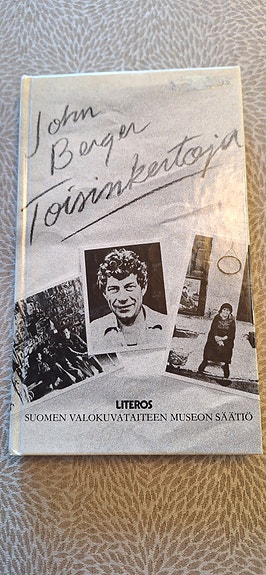 John
Berger
Toisinkertoja
LITEROS
SUOMEN VALOKUVATAITEEN MUSEON SÄÄTIÖ